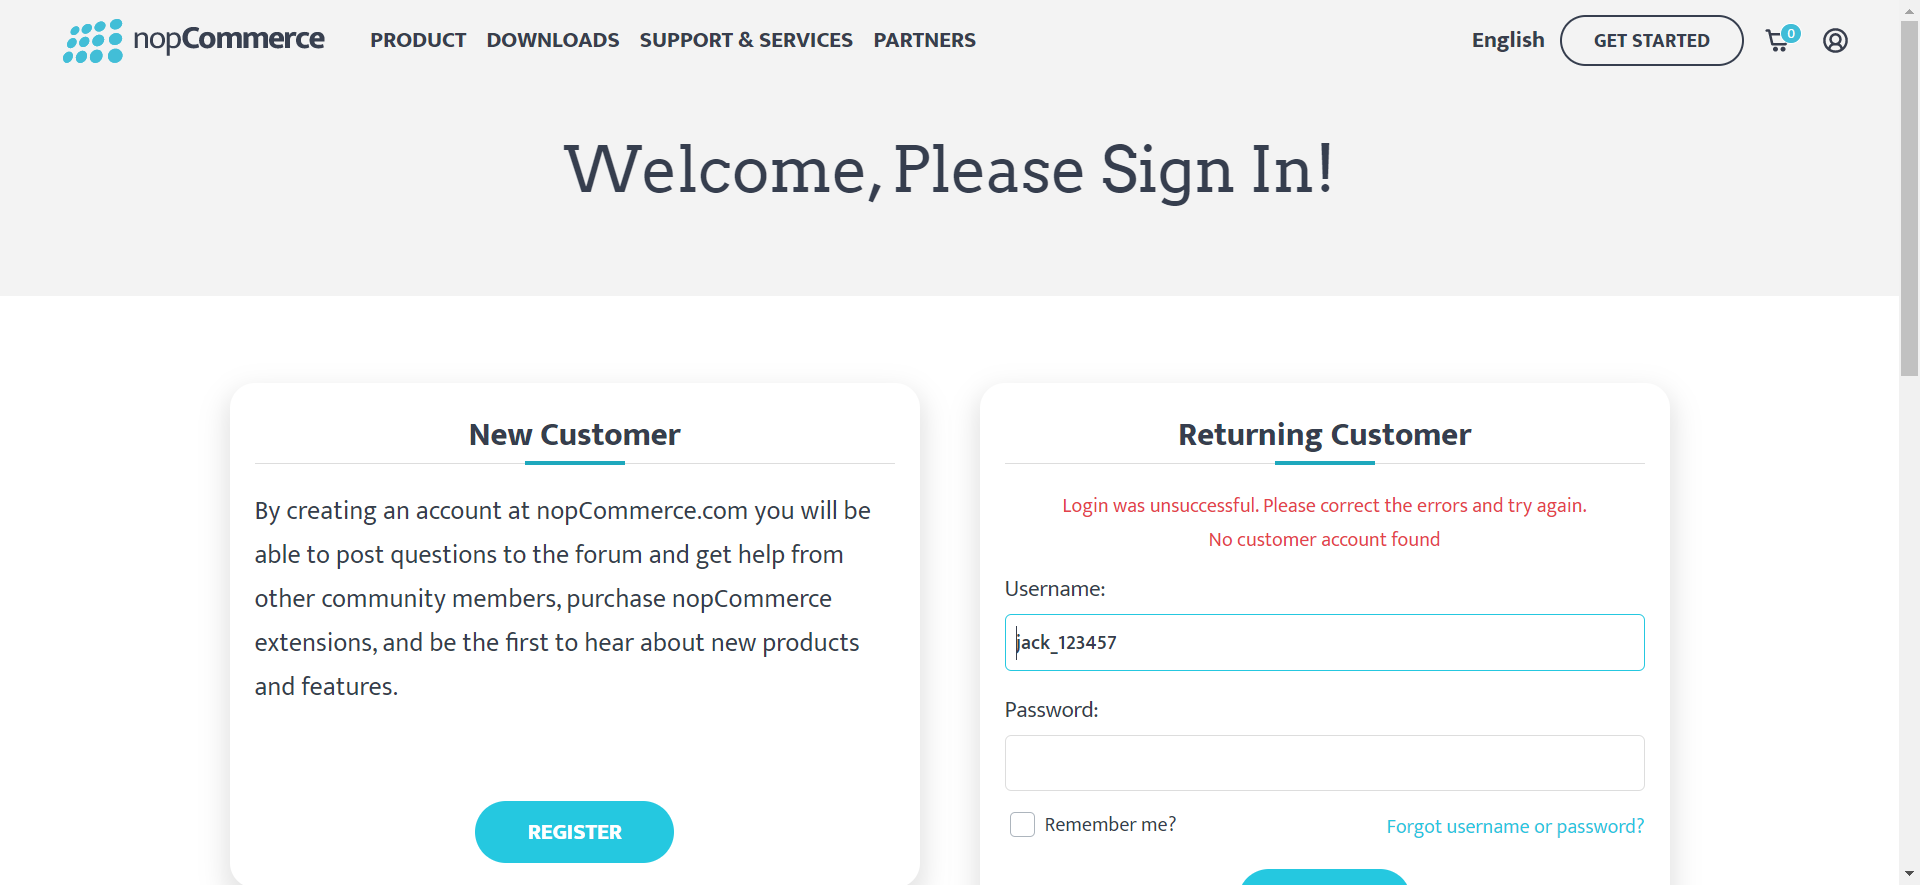 nopCommerce
PRODUCT DOWNLOADS SUPPORT & SERVICES PARTNERS
English GET STARTED 0
Welcome, Please Sign In!
New Customer
By creating an account at nopCommerce.com you will be
able to post questions to the forum and get help from
other community members, purchase nopCommerce
extensions, and be the first to hear about new products
and features.
REGISTER
Returning Customer
Login was unsuccessful. Please correct the errors and try again.
No customer account found
Username:
jack_123457
Password:
Remember me?
Forgot username or password?